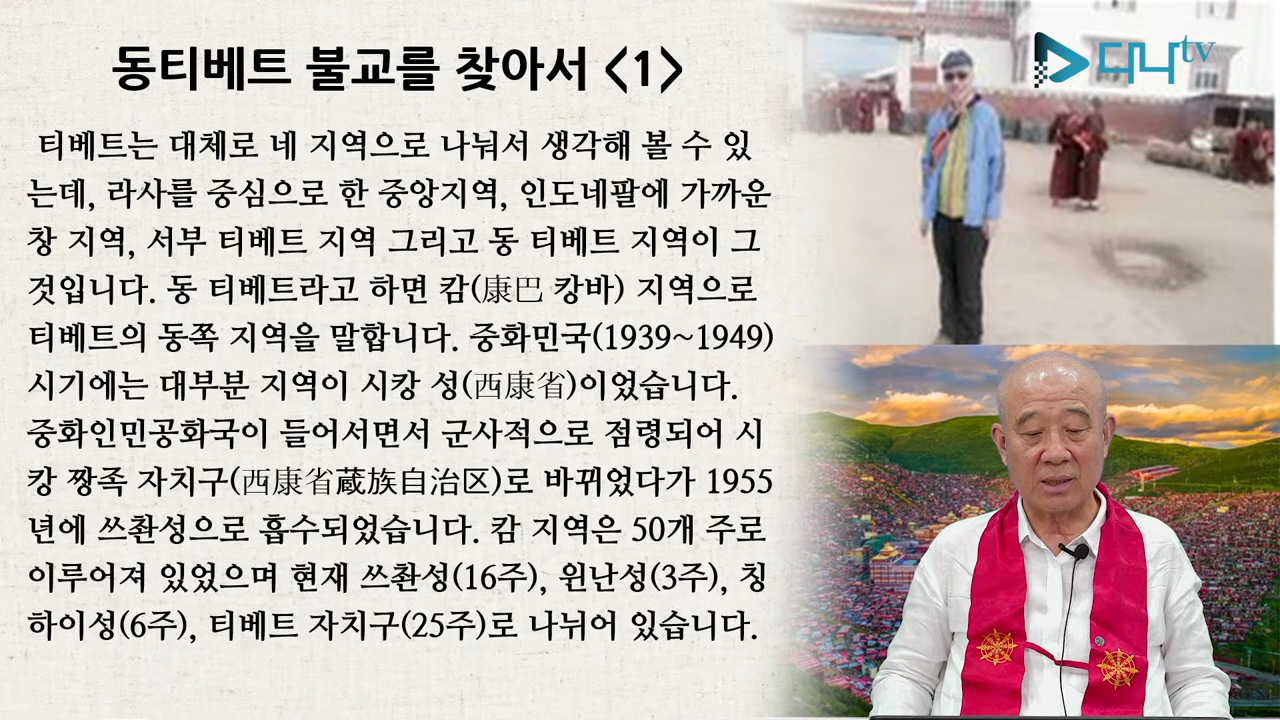 동티베트 불교를 찾아서 <1>
티베트는 대체로 네 지역으로 나눠서 생각해 볼 수 있
는데, 라사를 중심으로 한 중앙지역, 인도네팔에 가까운
창 지역, 서부 티베트 지역 그리고 동 티베트 지역이 그
것입니다. 동 티베트라고 하면 캄(康巴 캉바) 지역으로
티베트의 동쪽 지역을 말합니다. 중화민국(1939~1949)
시기에는 대부분 지역이 시캉 성(西康省)이었습니다.
중화인민공화국이 들어서면서 군사적으로 점령되어 시
캉 짱족 자치구(西康省蔵族自治区)로 바뀌었다가 1955
년에 쓰촨성으로 흡수되었습니다. 캄 지역은 50개 주로
이루어져 있었으며 현재 쓰촨성(16주), 윈난성(3주), 칭
하이성(6주), 티베트 자치구(25주)로 나뉘어 있습니다.
다나tv